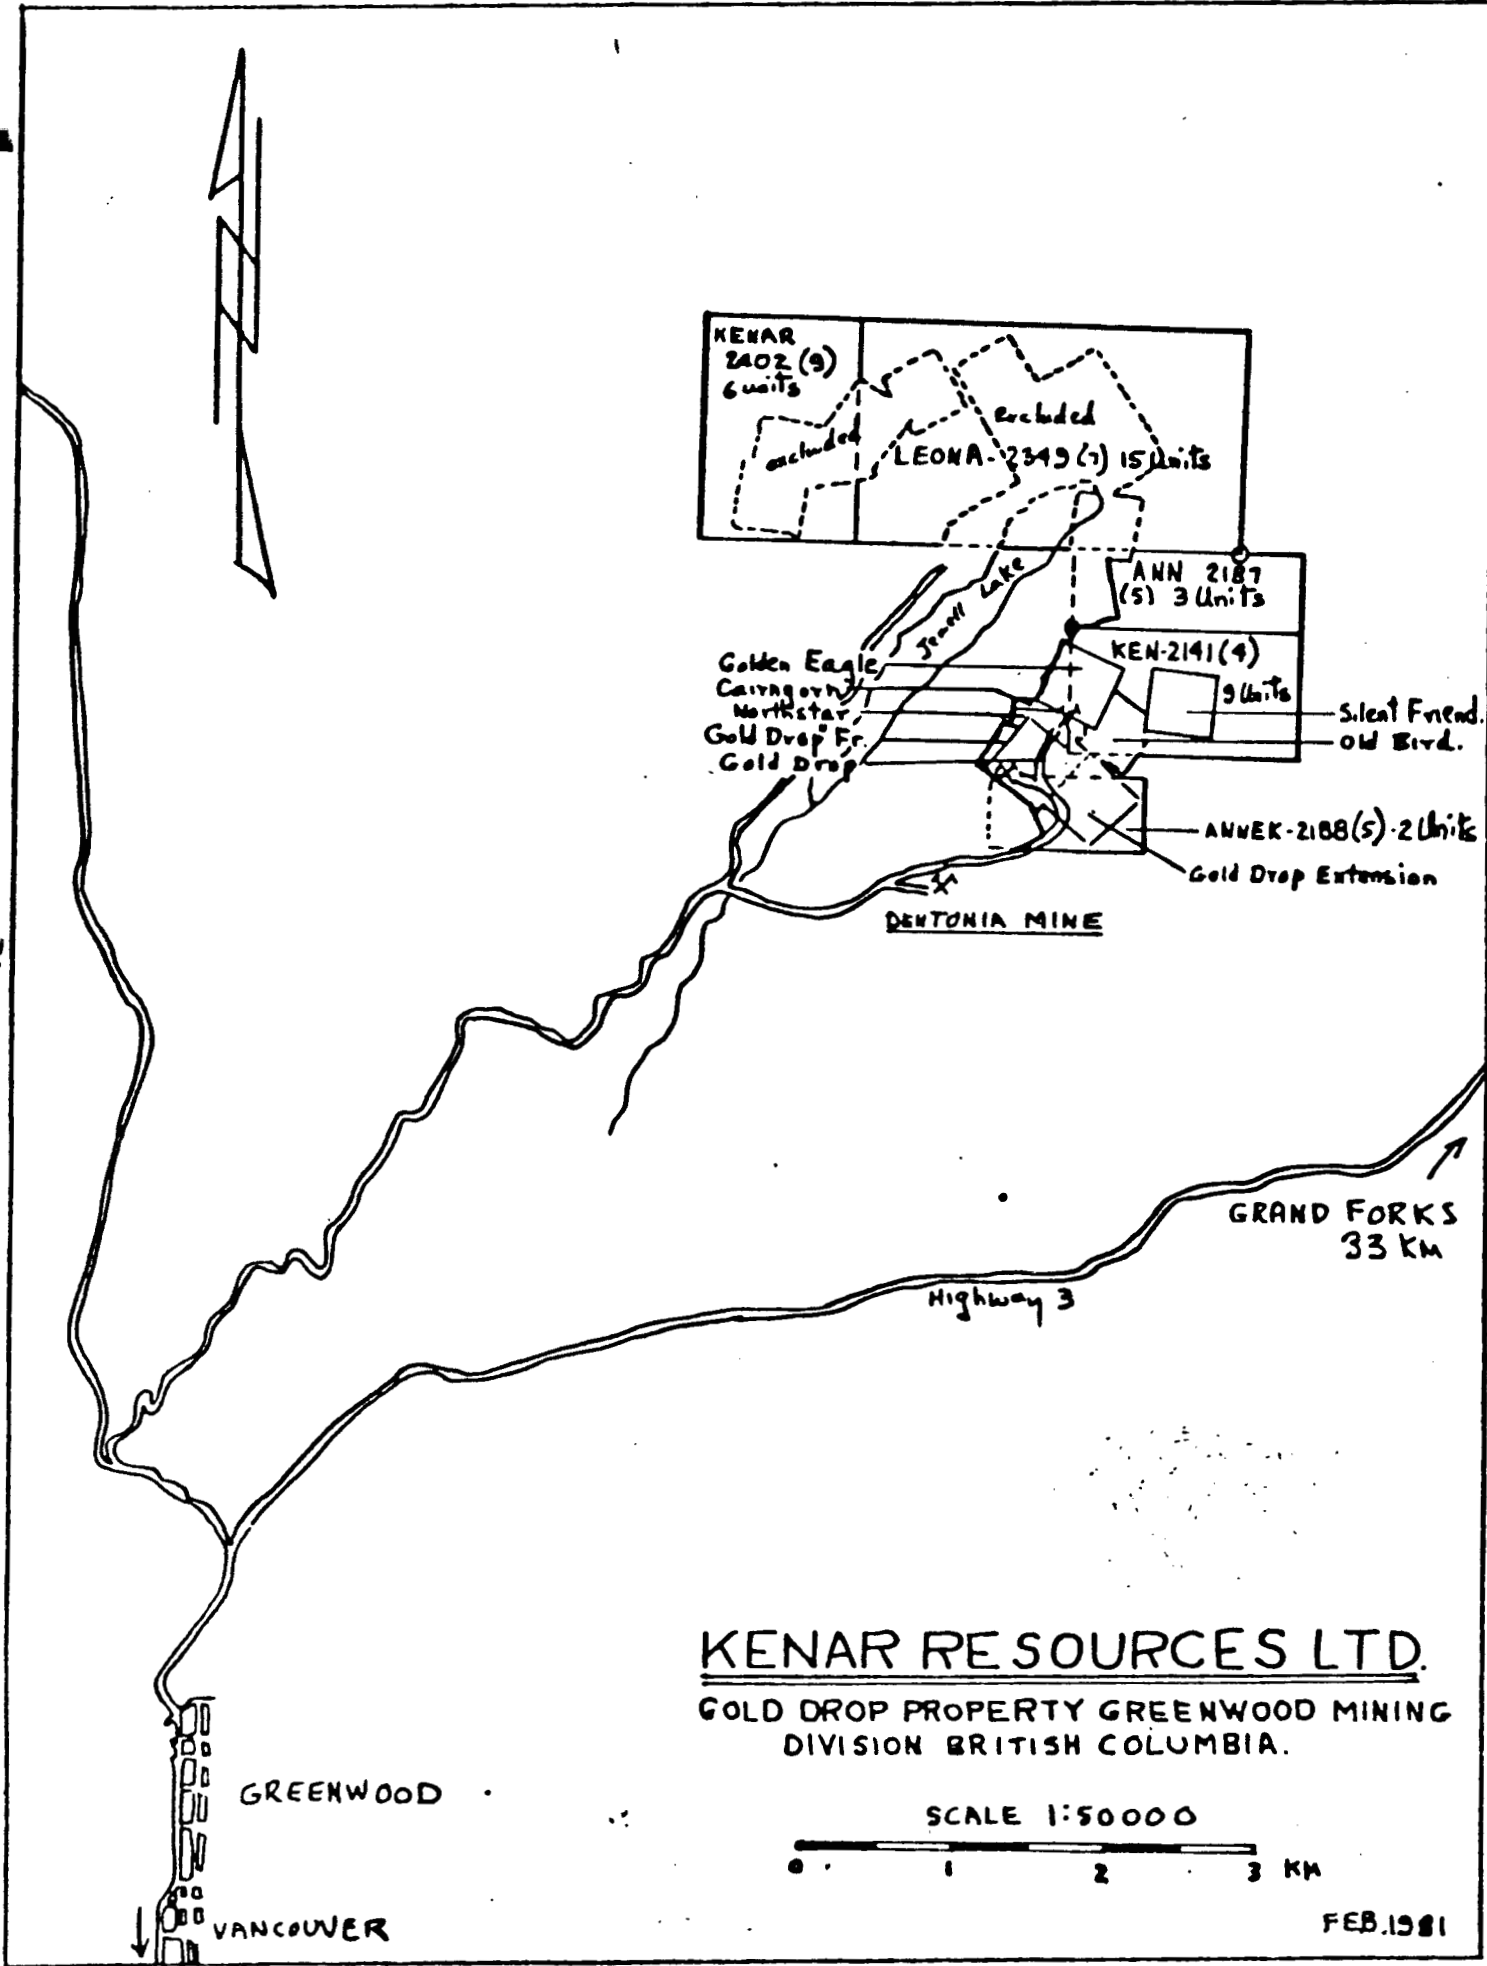 KENAR
2402 (9)
6 units
excluded
excluded
LEONA-2349(7) 15 Units
Jewell Lake
ANN 2187
(5) 3 Units
KEN-2141(4)
9 Units
Golden Eagle
Cairngorn
Northstar
Gold Drop Fr.
Gold Drop
Silent Friend.
Old Bird.
ANNEK-2188(5)-2 Units
Gold Drop Extension
DENTONIA MINE
GRAND FORKS
33 KM
Highway 3
KENAR RESOURCES LTD.
GOLD DROP PROPERTY GREENWOOD MINING
DIVISION BRITISH COLUMBIA.
GREENWOOD
SCALE 1:50000
0 1 2 3 KM
VANCOUVER
FEB.1981